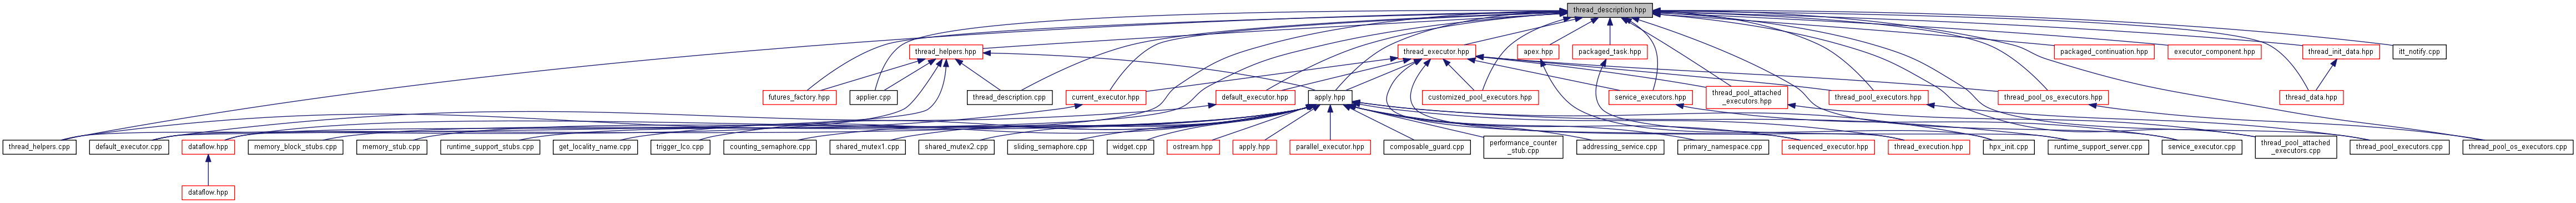 thread_description.hpp
thread_helpers.hpp
thread_executor.hpp
apex.hpp
packaged_task.hpp
packaged_continuation.hpp
executor_component.hpp
thread_init_data.hpp
itt_notify.cpp
futures_factory.hpp
applier.cpp
thread_description.cpp
current_executor.hpp
default_executor.hpp
apply.hpp
customized_pool_executors.hpp
service_executors.hpp
thread_pool_attached
_executors.hpp
thread_pool_executors.hpp
thread_pool_os_executors.hpp
thread_data.hpp
thread_helpers.cpp
default_executor.cpp
dataflow.hpp
memory_block_stubs.cpp
memory_stub.cpp
runtime_support_stubs.cpp
get_locality_name.cpp
trigger_lco.cpp
counting_semaphore.cpp
shared_mutex1.cpp
shared_mutex2.cpp
sliding_semaphore.cpp
widget.cpp
ostream.hpp
apply.hpp
parallel_executor.hpp
composable_guard.cpp
performance_counter
_stub.cpp
addressing_service.cpp
primary_namespace.cpp
sequenced_executor.hpp
thread_execution.hpp
hpx_init.cpp
runtime_support_server.cpp
service_executor.cpp
thread_pool_attached
_executors.cpp
thread_pool_executors.cpp
thread_pool_os_executors.cpp
dataflow.hpp